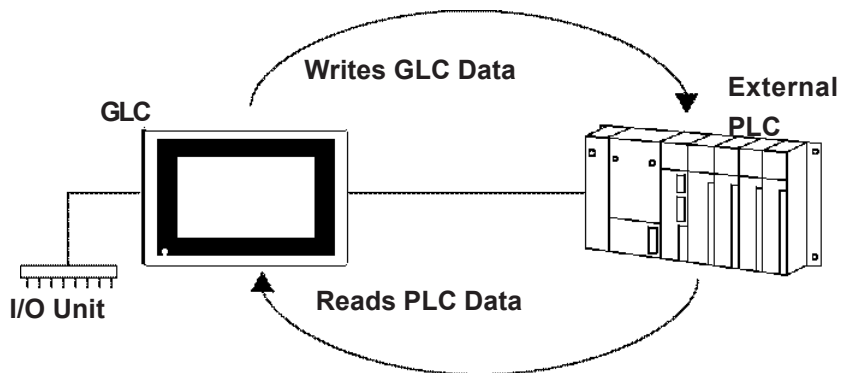 Writes GLC Data
External
PLC
GLC
Reads PLC Data
I/O Unit